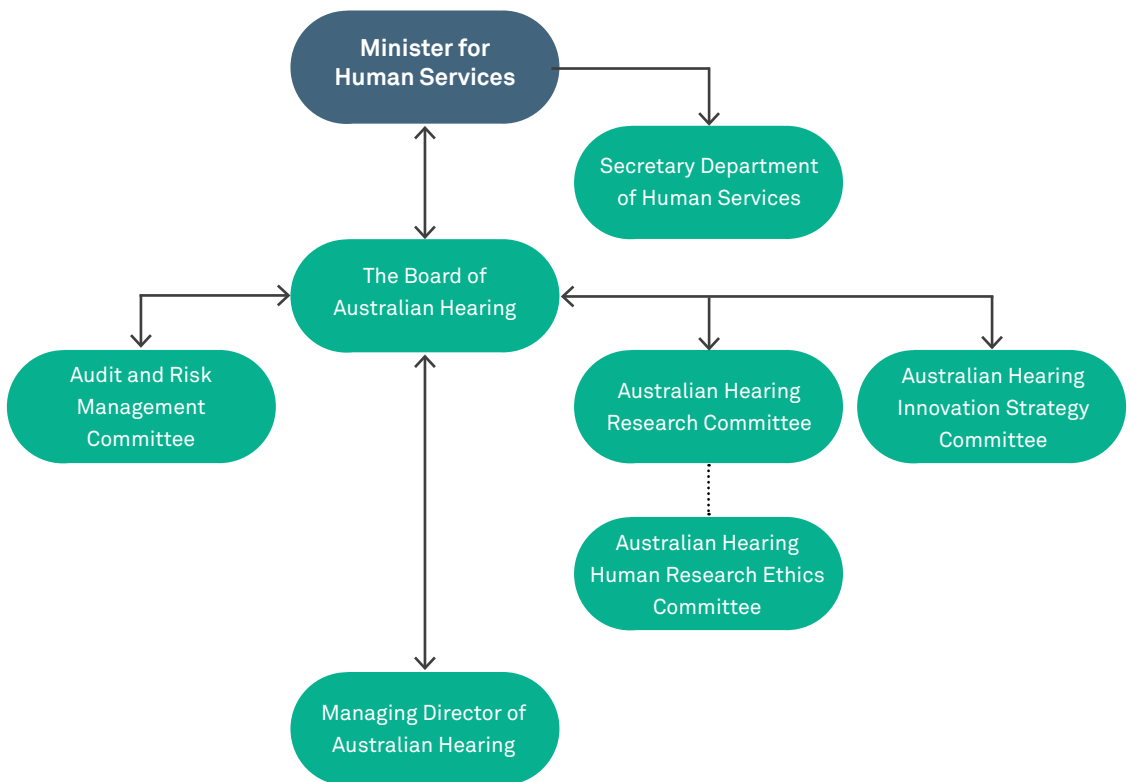 Minister for
Human Services
Secretary Department
of Human Services
The Board of
Australian Hearing
Audit and Risk
Management
Committee
Australian Hearing
Research Committee
Australian Hearing
Innovation Strategy
Committee
Australian Hearing
Human Research Ethics
Committee
Managing Director of
Australian Hearing